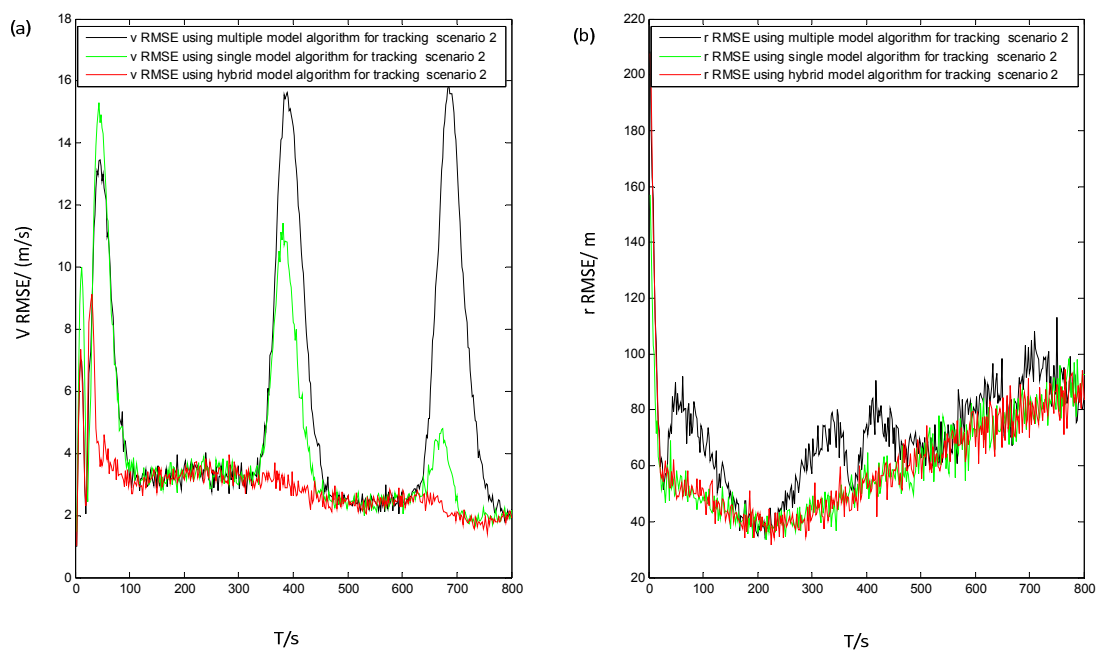 (a)
v RMSE using multiple model algorithm for tracking scenario 2
v RMSE using single model algorithm for tracking scenario 2
v RMSE using hybrid model algorithm for tracking scenario 2
18
16
14
12
10
8
6
4
2
0
V RMSE/ (m/s)
0 100 200 300 400 500 600 700 800
T/s
(b)
r RMSE using multiple model algorithm for tracking scenario 2
r RMSE using single model algorithm for tracking scenario 2
r RMSE using hybrid model algorithm for tracking scenario 2
220
200
180
160
140
120
100
80
60
40
20
r RMSE/ m
0 100 200 300 400 500 600 700 800
T/s